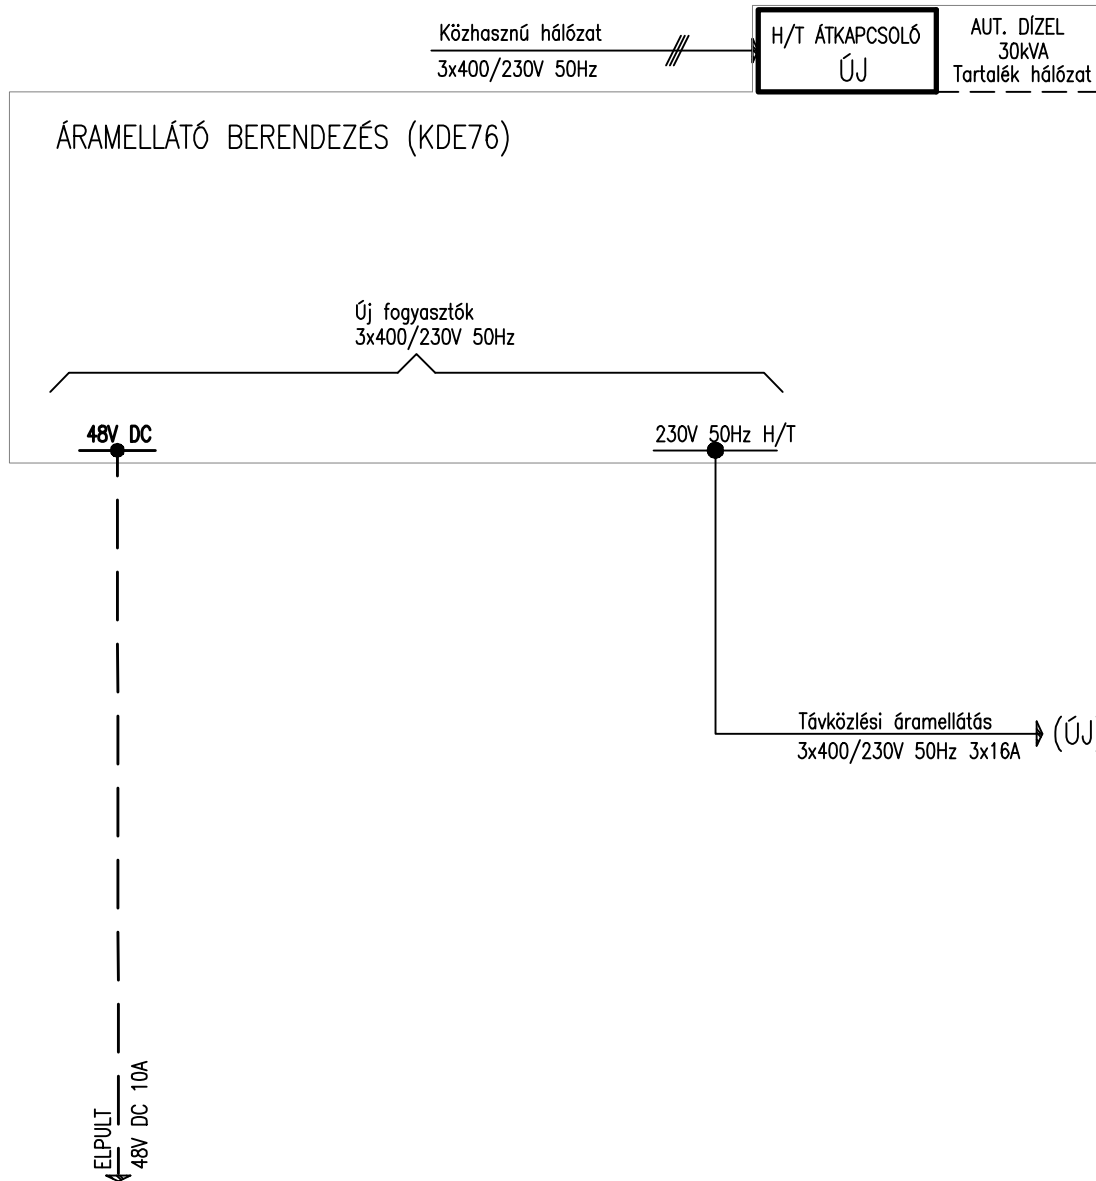 Közhasznú hálózat
3x400/230V 50Hz
H/T ÁTKAPCSOLÓ
ÚJ
AUT. DÍZEL
30kVA
Tartalék hálózat
ÁRAMELLÁTÓ BERENDEZÉS (KDE76)
Új fogyasztók
3x400/230V 50Hz
48V DC
230V 50Hz H/T
Távközlési áramellátás
3x400/230V 50Hz 3x16A
(ÚJ)
ELPULT
48V DC 10A